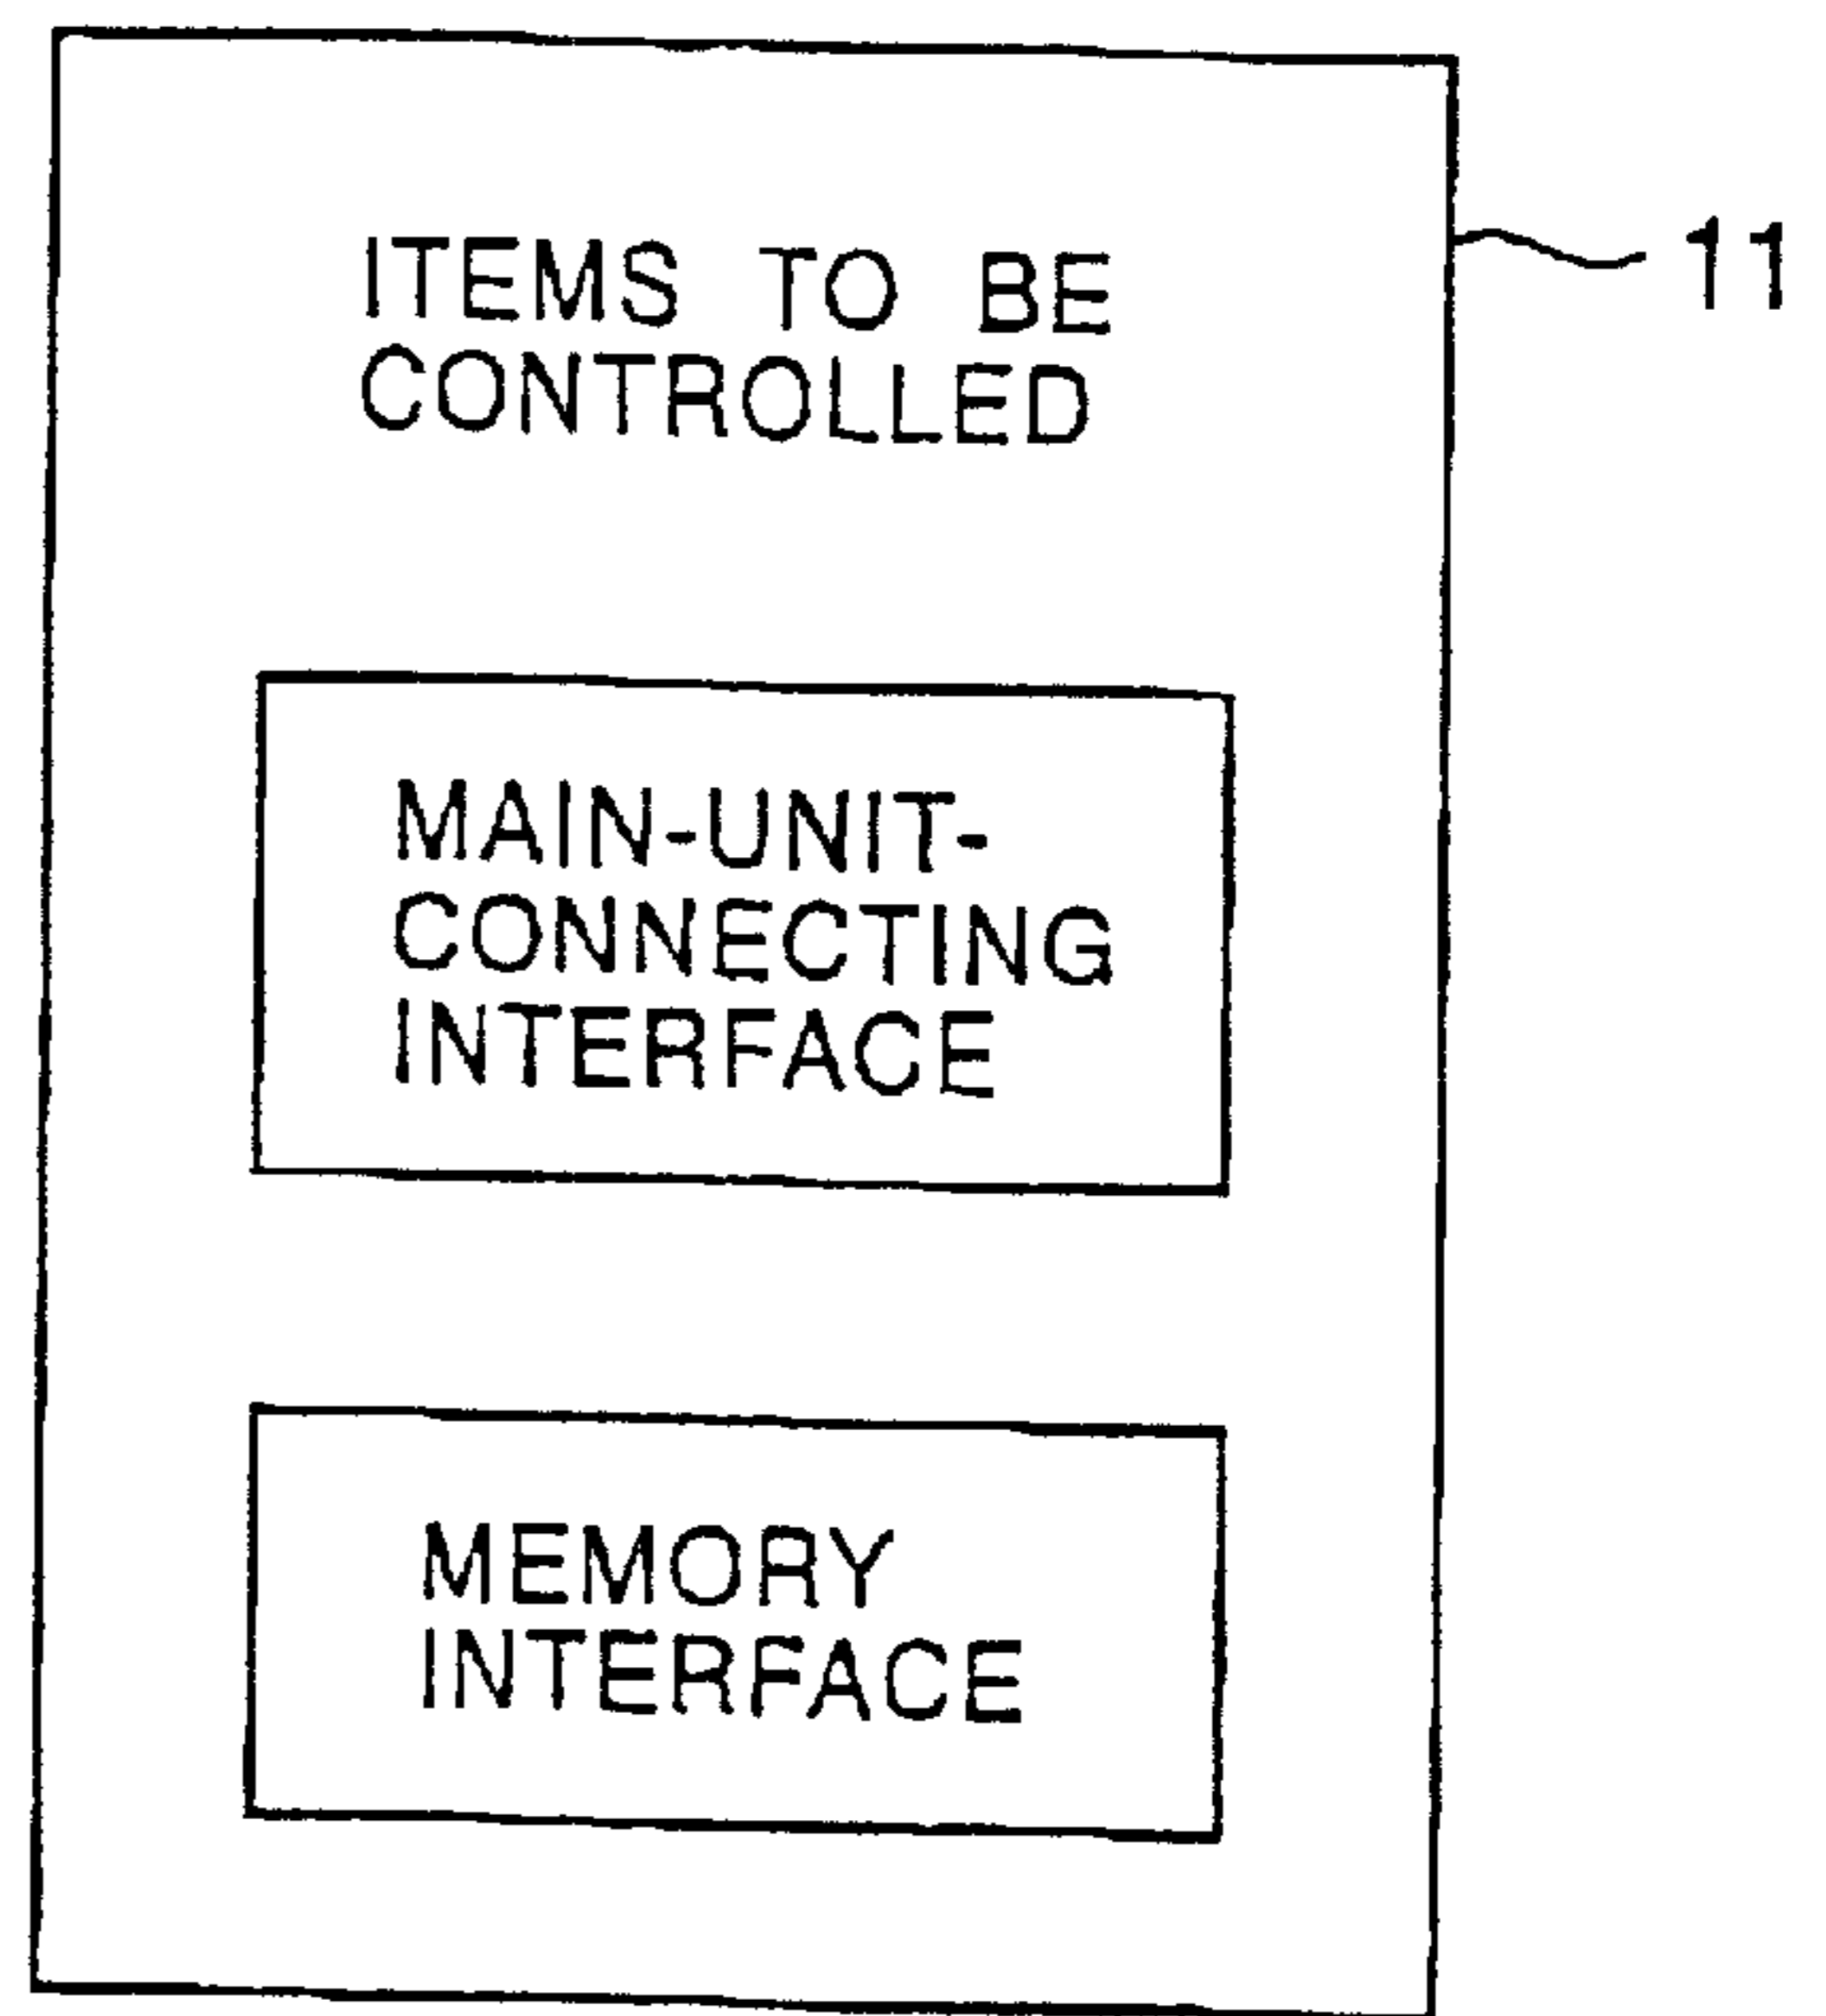 ITEMS TO BE
CONTROLLED
11
MAIN-UNIT-
CONNECTING
INTERFACE
MEMORY
INTERFACE